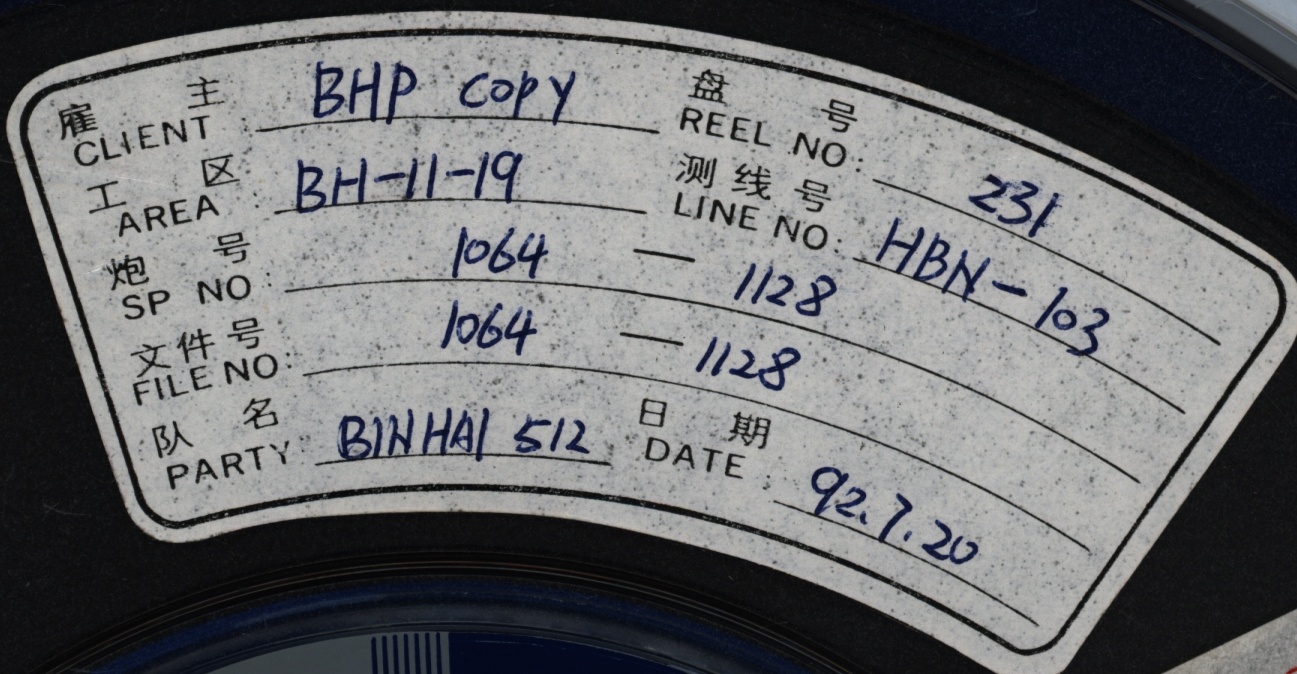 雇 主 BHP copy 盘 号
CLIENT REEL NO: 231
工 区 BH-11-19 测 线 号
AREA LINE NO: HBN-103
炮 号 1064 — 1128
SP NO:
文 件 号 1064 — 1128
FILE NO:
队 名 BINHAI 512 日 期
PARTY DATE: 92.7.20